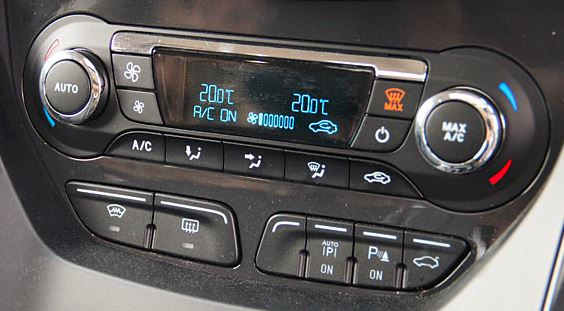 AUTO
20.0°C 20.0°C
A/C ON
MAX
MAX
A/C
A/C
AUTO
P
ON
ON